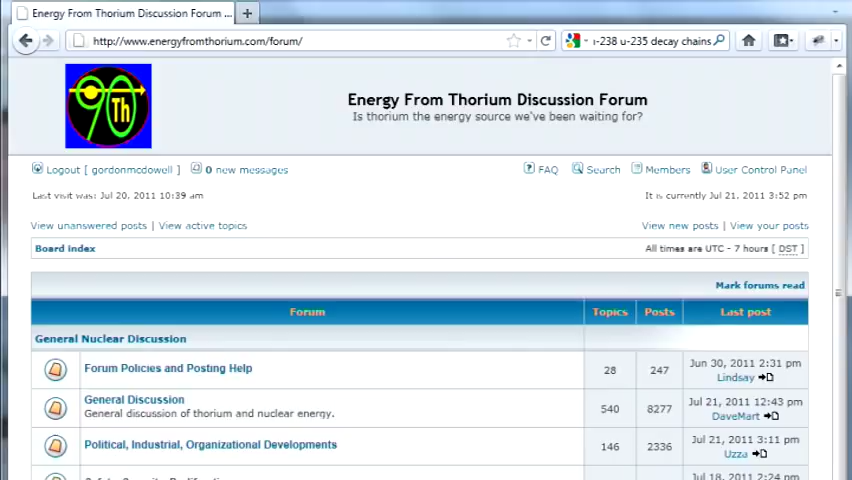 Energy From Thorium Discussion Forum ...
http://www.energyfromthorium.com/forum/
u-238 u-235 decay chains
90
Th
Energy From Thorium Discussion Forum
Is thorium the energy source we've been waiting for?
Logout [ gordonmcdowell ] 0 new messages FAQ Search Members User Control Panel
Last visit was: Jul 20, 2011 10:39 am It is currently Jul 21, 2011 3:52 pm
View unanswered posts | View active topics View new posts | View your posts
Board index All times are UTC - 7 hours [ DST ]
Mark forums read
Forum Topics Posts Last post
General Nuclear Discussion
Forum Policies and Posting Help 28 247 Jun 30, 2011 2:31 pm
Lindsay
General Discussion
General discussion of thorium and nuclear energy. 540 8277 Jul 21, 2011 12:43 pm
DaveMart
Political, Industrial, Organizational Developments 146 2336 Jul 21, 2011 3:11 pm
Uzza
Jul 18, 2011 2:24 pm